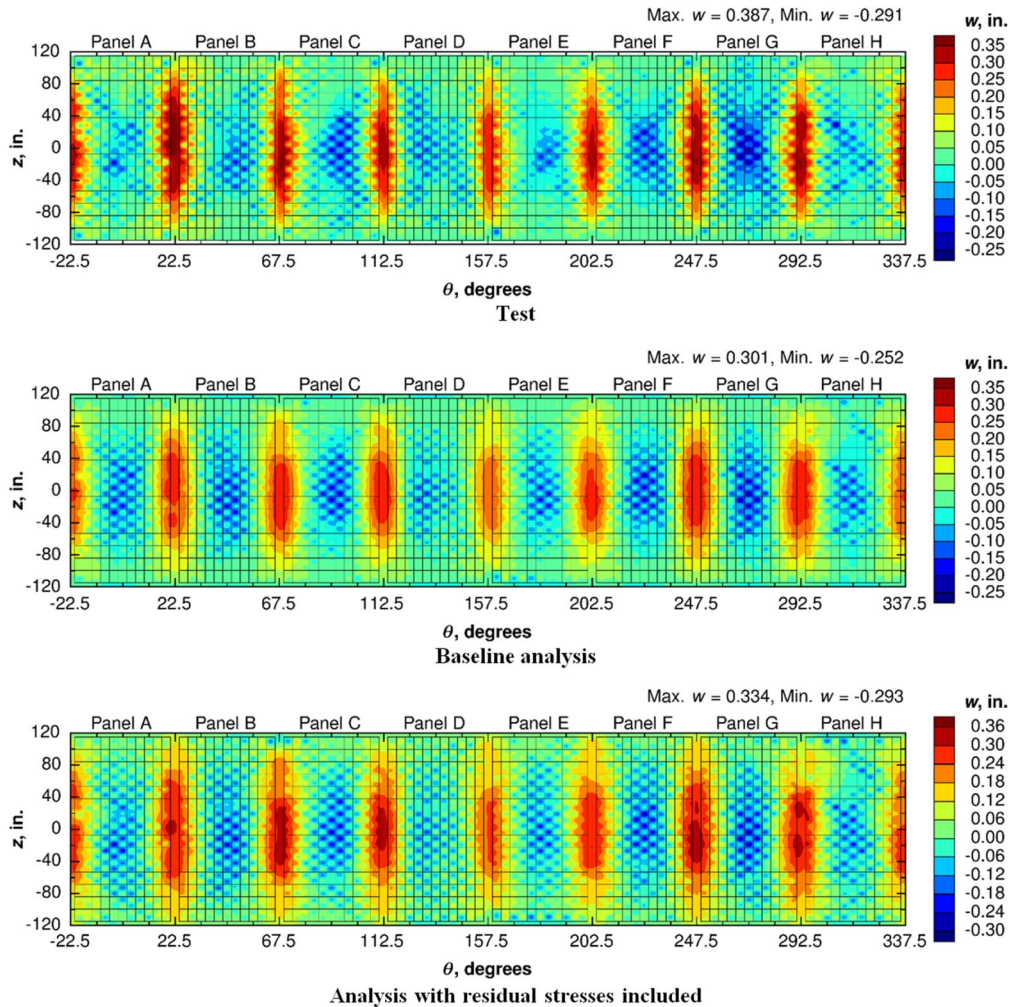 Max. w = 0.387, Min. w = -0.291
Panel A Panel B Panel C Panel D Panel E Panel F Panel G Panel H
w, in.
0.35
0.30
0.25
0.20
0.15
0.10
0.05
0.00
-0.05
-0.10
-0.15
-0.20
-0.25
120
80
40
0
-40
-80
-120
z, in.
-22.5 22.5 67.5 112.5 157.5 202.5 247.5 292.5 337.5
θ, degrees
Test
Max. w = 0.301, Min. w = -0.252
Panel A Panel B Panel C Panel D Panel E Panel F Panel G Panel H
w, in.
0.35
0.30
0.25
0.20
0.15
0.10
0.05
0.00
-0.05
-0.10
-0.15
-0.20
-0.25
120
80
40
0
-40
-80
-120
z, in.
-22.5 22.5 67.5 112.5 157.5 202.5 247.5 292.5 337.5
θ, degrees
Baseline analysis
Max. w = 0.334, Min. w = -0.293
Panel A Panel B Panel C Panel D Panel E Panel F Panel G Panel H
w, in.
0.36
0.30
0.24
0.18
0.12
0.06
0.00
-0.06
-0.12
-0.18
-0.24
-0.30
120
80
40
0
-40
-80
-120
z, in.
-22.5 22.5 67.5 112.5 157.5 202.5 247.5 292.5 337.5
θ, degrees
Analysis with residual stresses included